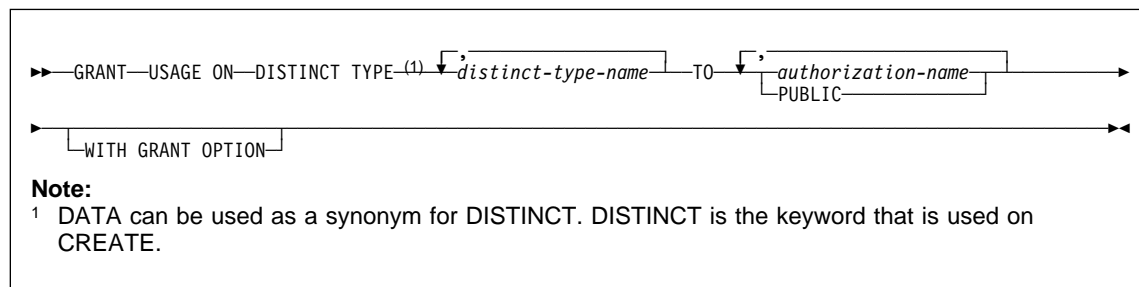 GRANT USAGE ON DISTINCT TYPE (1) , distinct-type-name TO , authorization-name
PUBLIC
WITH GRANT OPTION
Note:
1 DATA can be used as a synonym for DISTINCT. DISTINCT is the keyword that is used on
CREATE.